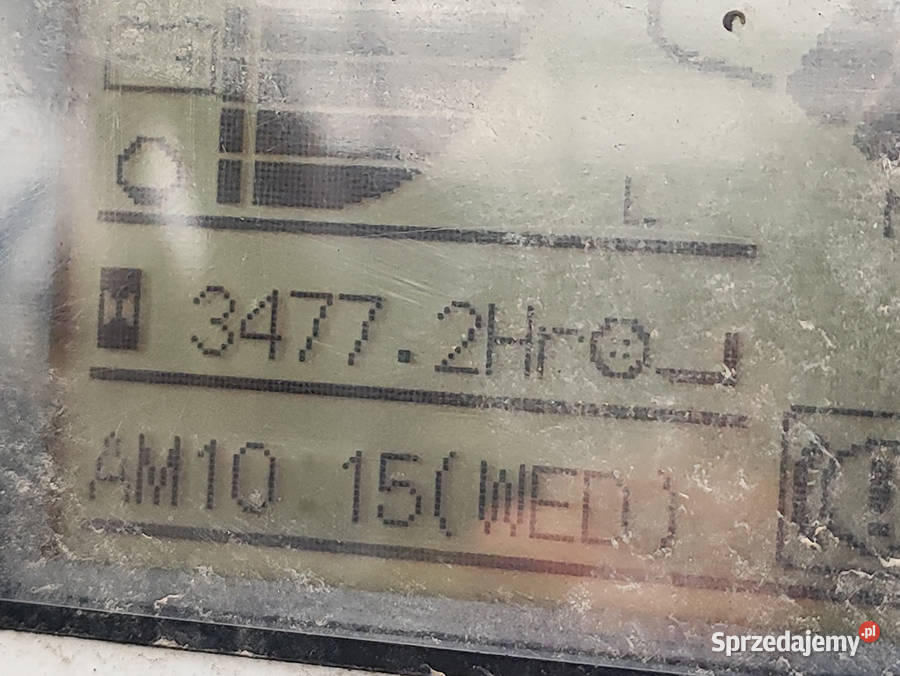 L
3477.2Hr
AM10 15(WED)
Sprzedajemy.pl